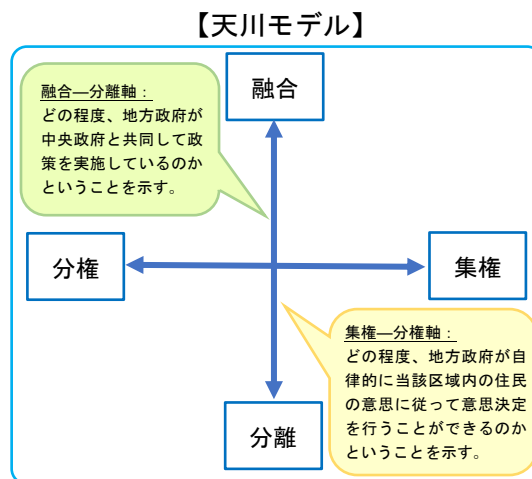 【天川モデル】
融合
融合―分離軸：
どの程度、地方政府が
中央政府と共同して政
策を実施しているのか
ということを示す。
分権
集権
集権―分権軸：
どの程度、地方政府が自
律的に当該区域内の住民
の意思に従って意思決定
を行うことができるのか
ということを示す。
分離